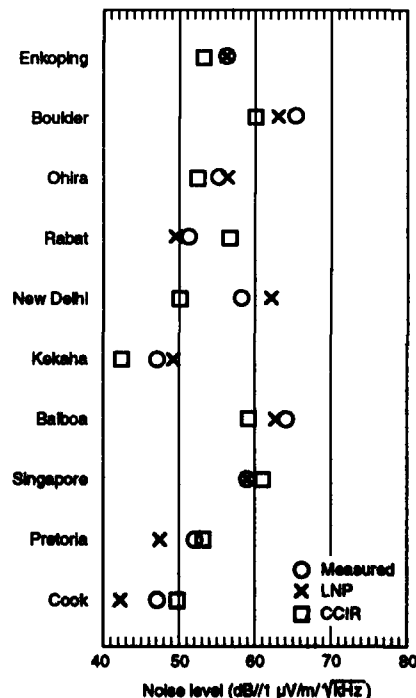 Enkoping
Boulder
Ohira
Rabat
New Delhi
Kekaha
Balboa
Singapore
Pretoria
Cook
Measured
LNP
CCIR
40 50 60 70 80
Noise level (dB//1 µV/m/√kHz)